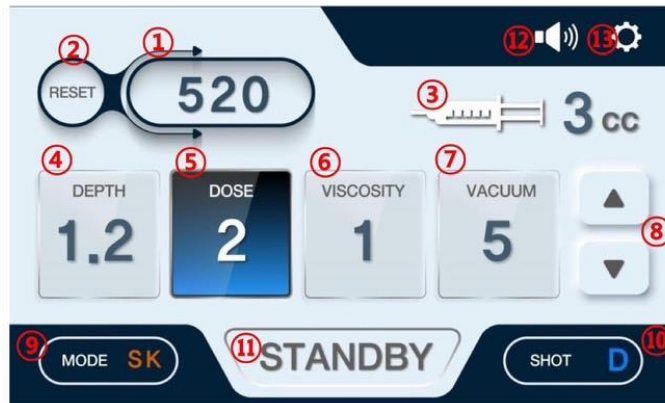 ② ① ⑫ ⑬
RESET 520
③ 3 cc
④ ⑤ ⑥ ⑦
DEPTH DOSE VISCOSITY VACUUM
1.2 2 1 5
⑧
⑨ ⑪ ⑩
MODE SK STANDBY SHOT D